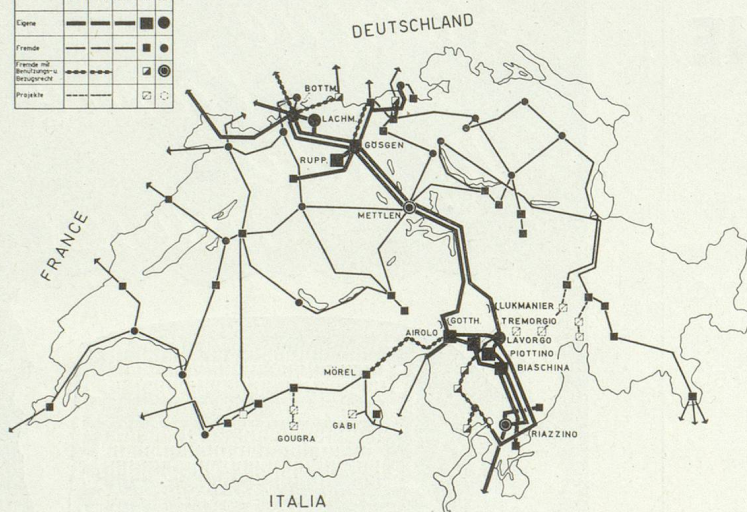 Eigene
Fremde
Fremde mit
Benützungs-u.
Bezugsrecht
Projekte
DEUTSCHLAND
BOTTM.
LACHM.
GÖSGEN
RUPP.
METTLEN
FRANCE
LUKMANIER
GOTTH.
TREMORGIO
AIROLO
LAVORGO
PIOTTINO
BIASCHINA
MÖREL
GABI
GOUGRA
RIAZZINO
ITALIA